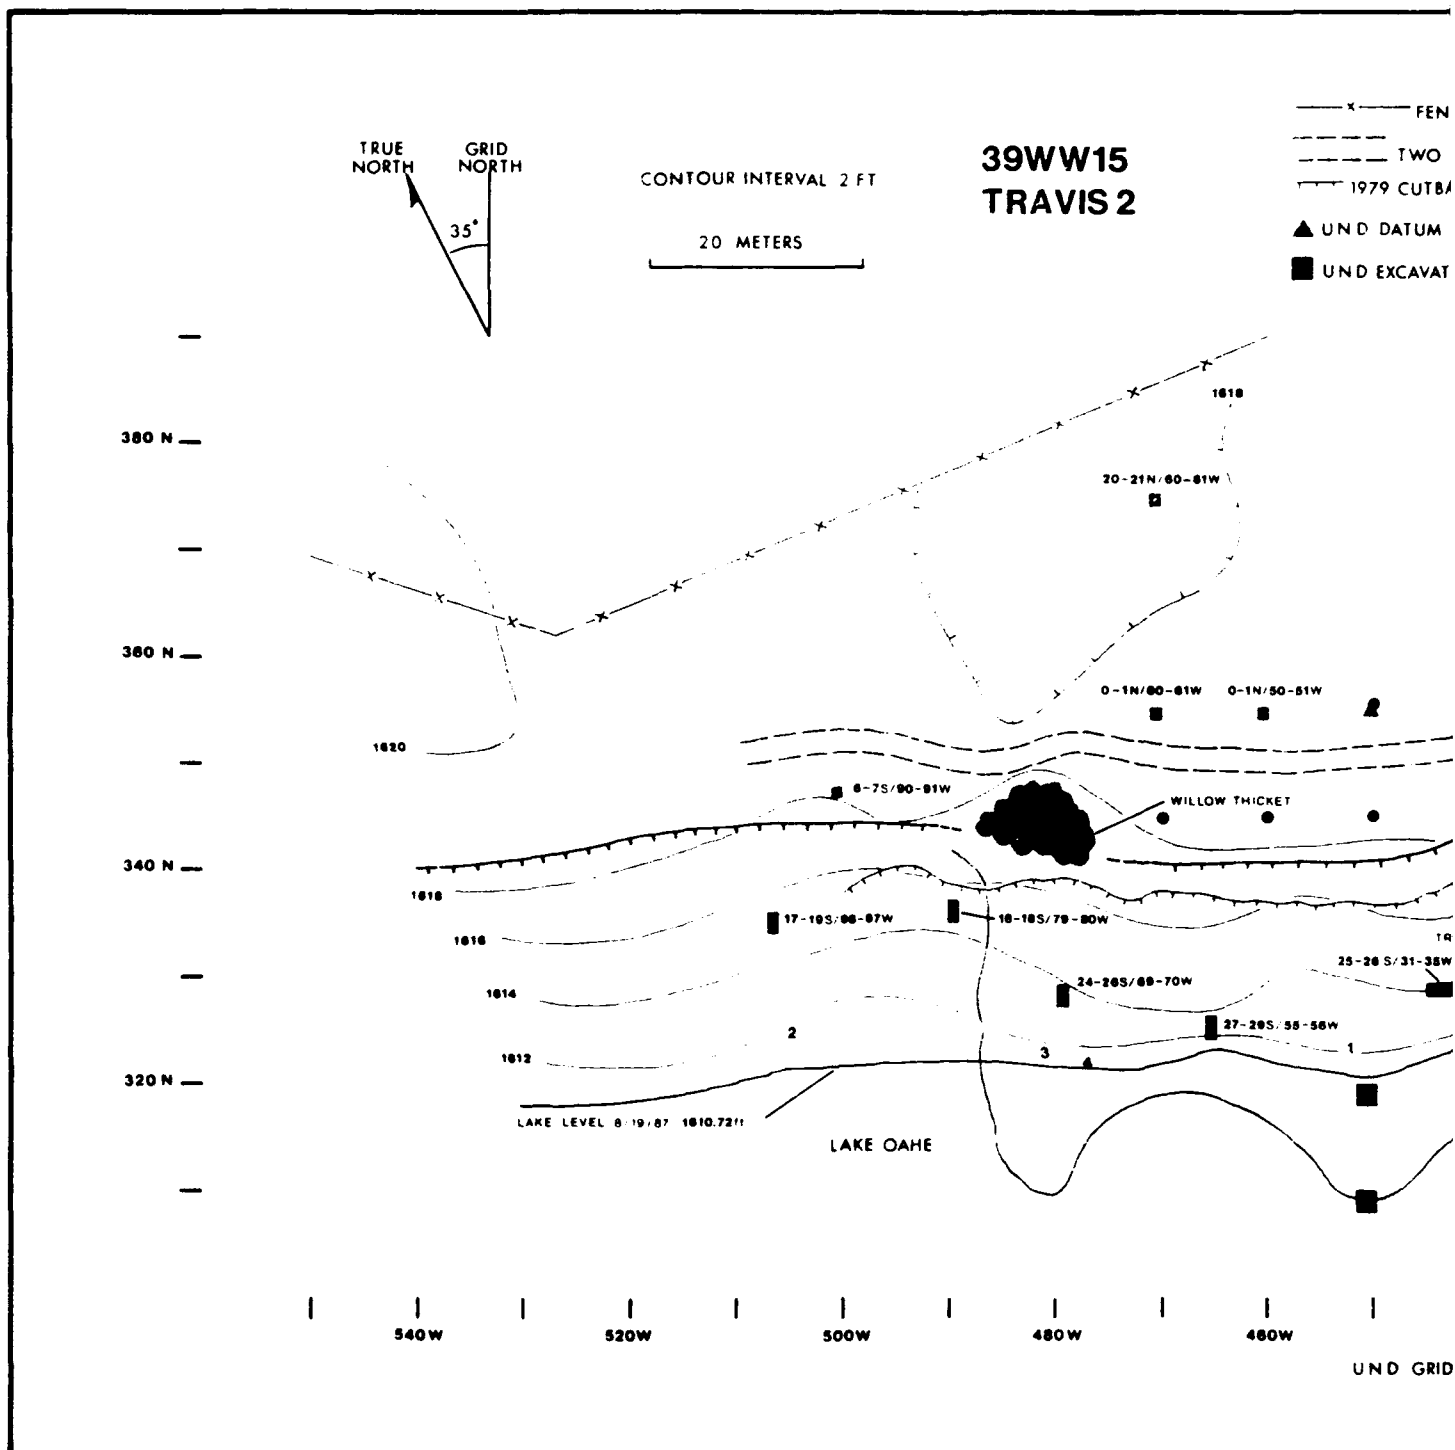 TRUE
NORTH
GRID
NORTH
35°
CONTOUR INTERVAL 2 FT
20 METERS
39WW15
TRAVIS 2
x FEN
TWO
1979 CUTBA
UND DATUM
UND EXCAVAT
1618
380 N
20-21N/60-61W
360 N
0-1N/60-61W
0-1N/50-51W
1620
6-7S/90-91W
WILLOW THICKET
340 N
1618
17-19S/96-97W
16-18S/79-80W
1616
TR
25-26 S/31-35W
24-26S/69-70W
1614
27-29S/55-56W
2
3
4
1
1612
320 N
LAKE LEVEL 8/19/87 1610.72ft
LAKE OAHE
540W
520W
500W
480W
460W
UND GRID